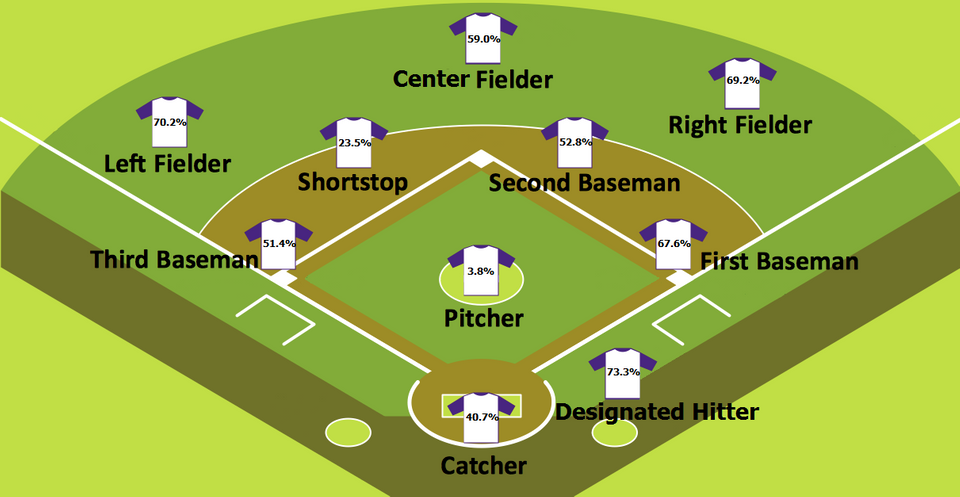 59.0%
Center Fielder
69.2%
Right Fielder
70.2%
Left Fielder
23.5%
Shortstop
52.8%
Second Baseman
51.4%
Third Baseman
67.6%
First Baseman
3.8%
Pitcher
73.3%
Designated Hitter
40.7%
Catcher